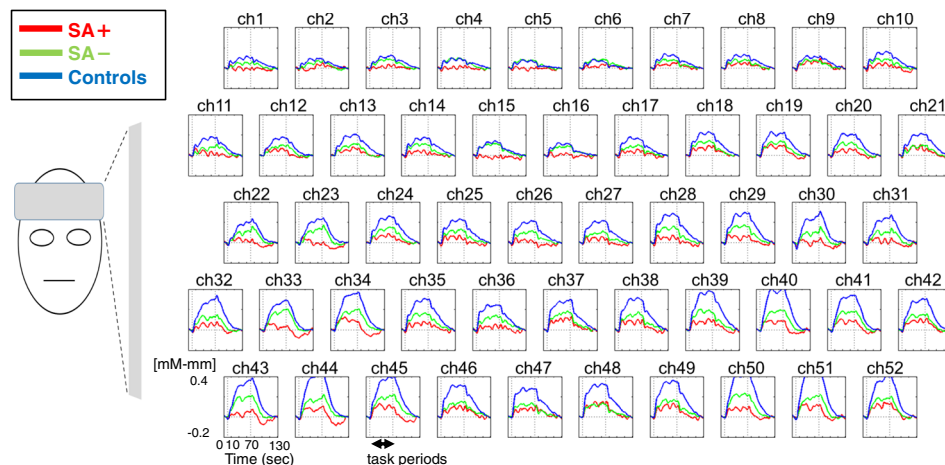 SA+
SA−
Controls
ch1 ch2 ch3 ch4 ch5 ch6 ch7 ch8 ch9 ch10
ch11 ch12 ch13 ch14 ch15 ch16 ch17 ch18 ch19 ch20 ch21
ch22 ch23 ch24 ch25 ch26 ch27 ch28 ch29 ch30 ch31
ch32 ch33 ch34 ch35 ch36 ch37 ch38 ch39 ch40 ch41 ch42
[mM-mm]
ch43 ch44 ch45 ch46 ch47 ch48 ch49 ch50 ch51 ch52
0.4
-0.2
0 10 70 130
Time (sec)
task periods